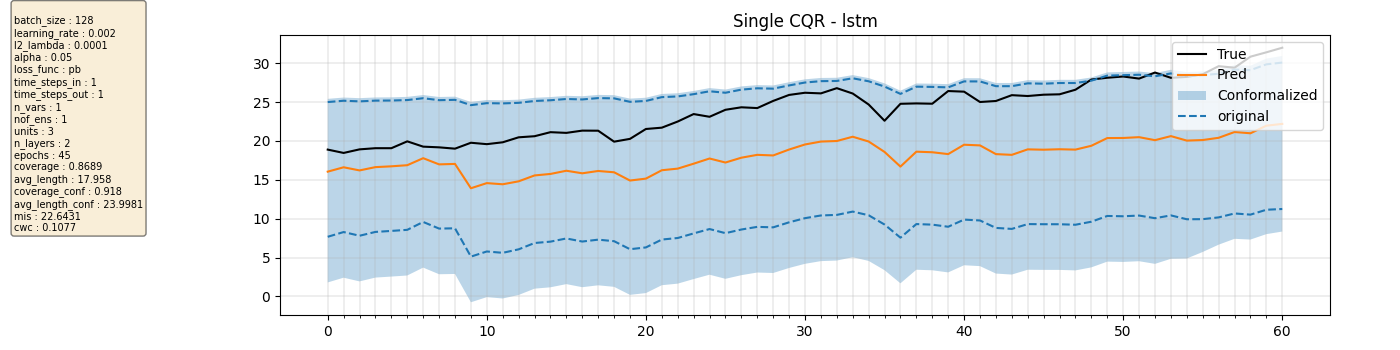 batch_size : 128
learning_rate : 0.002
l2_lambda : 0.0001
alpha : 0.05
loss_func : pb
time_steps_in : 1
time_steps_out : 1
n_vars : 1
nof_ens : 1
units : 3
n_layers : 2
epochs : 45
coverage : 0.8689
avg_length : 17.958
coverage_conf : 0.918
avg_length_conf : 23.9981
mis : 22.6431
cwc : 0.1077
Single CQR - lstm
30
25
20
15
10
5
0
True
Pred
Conformalized
original
0 10 20 30 40 50 60